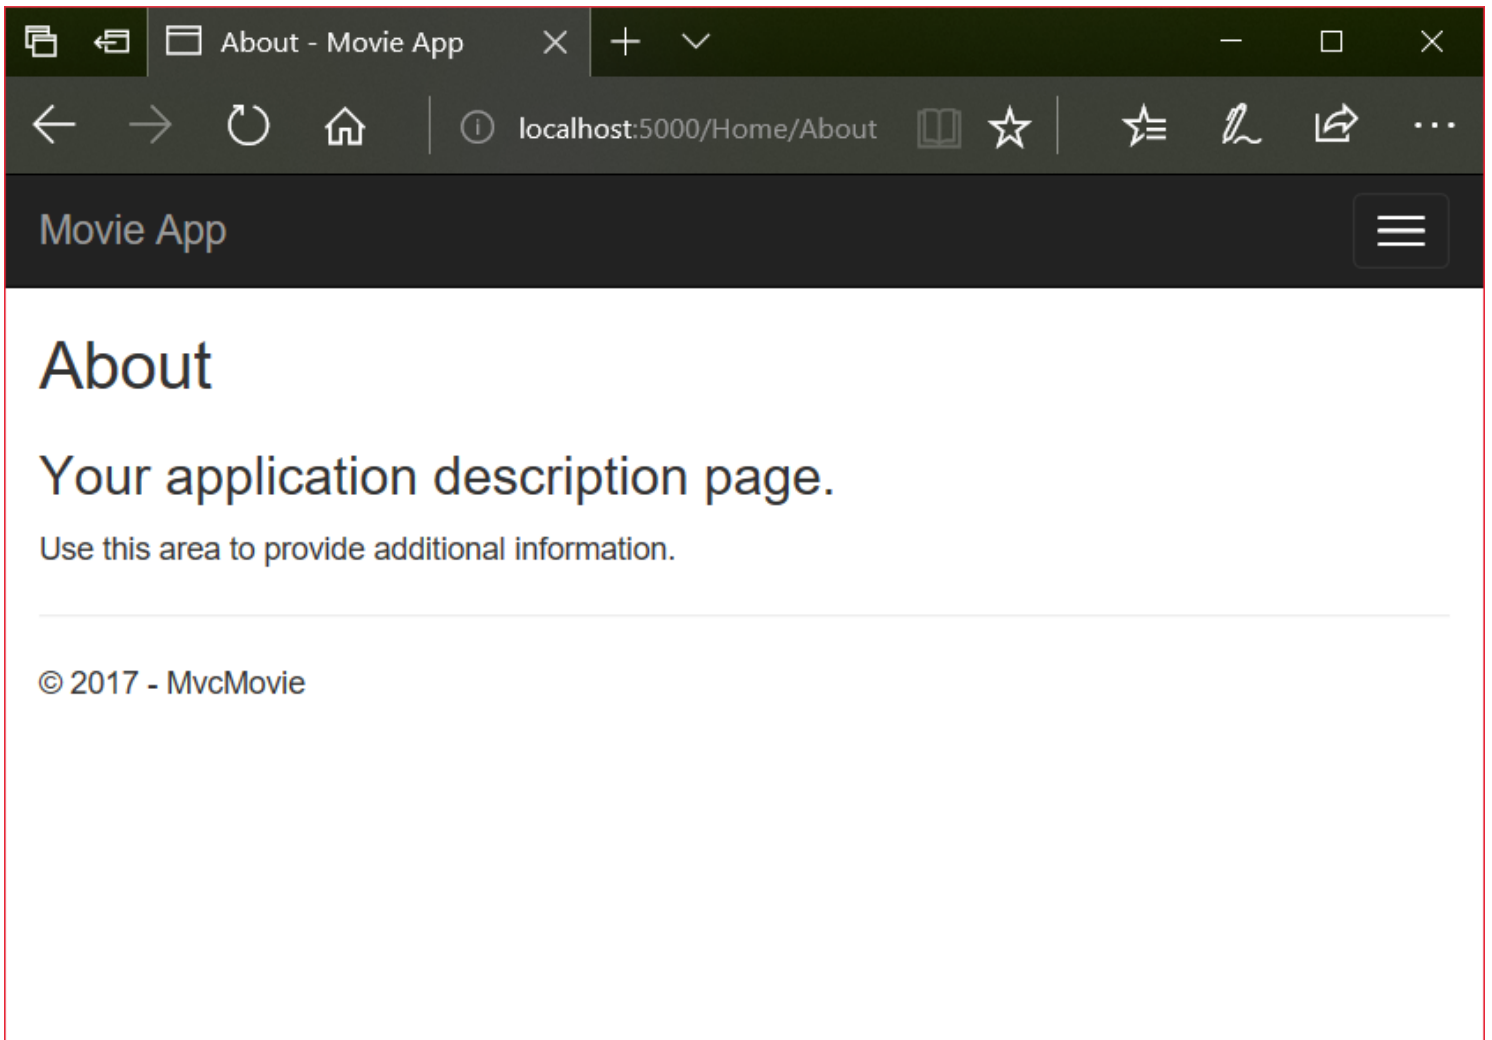 About - Movie App
localhost:5000/Home/About
Movie App
About
Your application description page.
Use this area to provide additional information.
© 2017 - MvcMovie